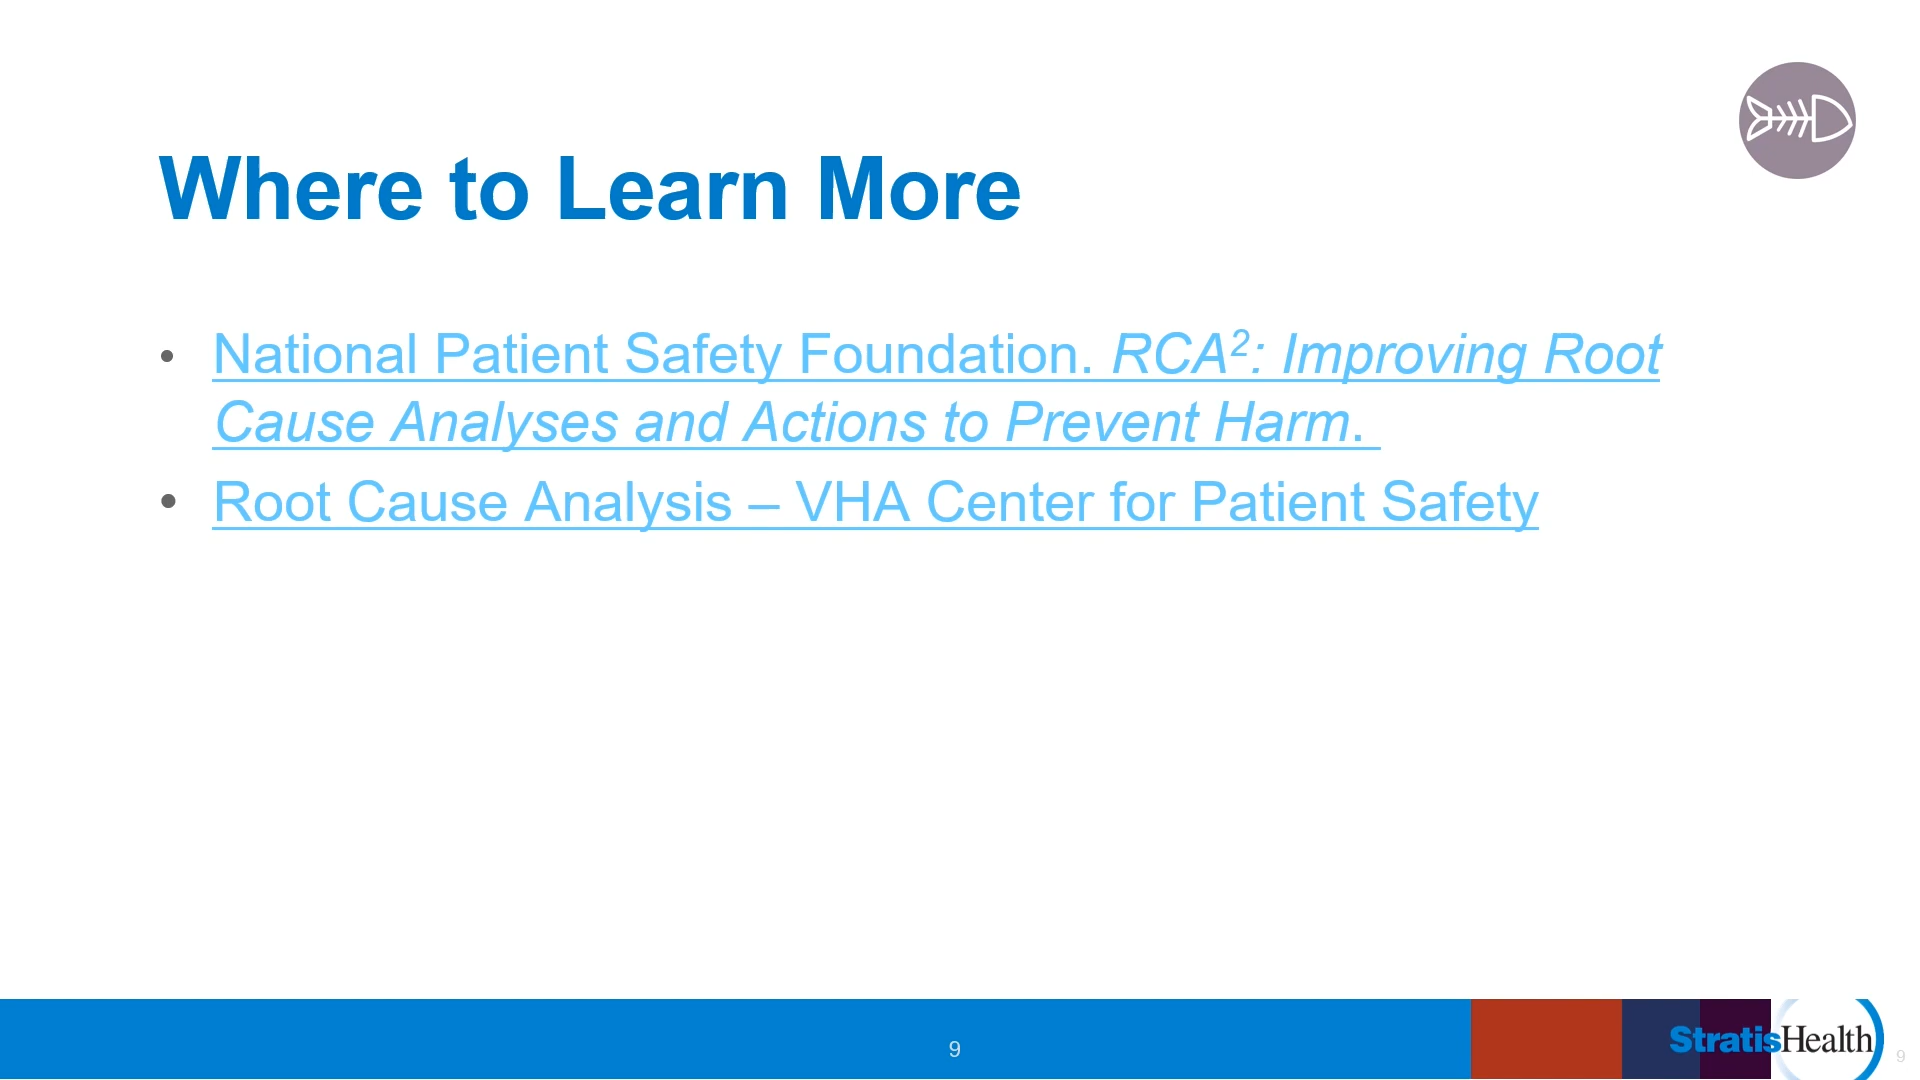 Where to Learn More
• National Patient Safety Foundation. RCA²: Improving Root
Cause Analyses and Actions to Prevent Harm.
• Root Cause Analysis – VHA Center for Patient Safety
9
StratisHealth
9